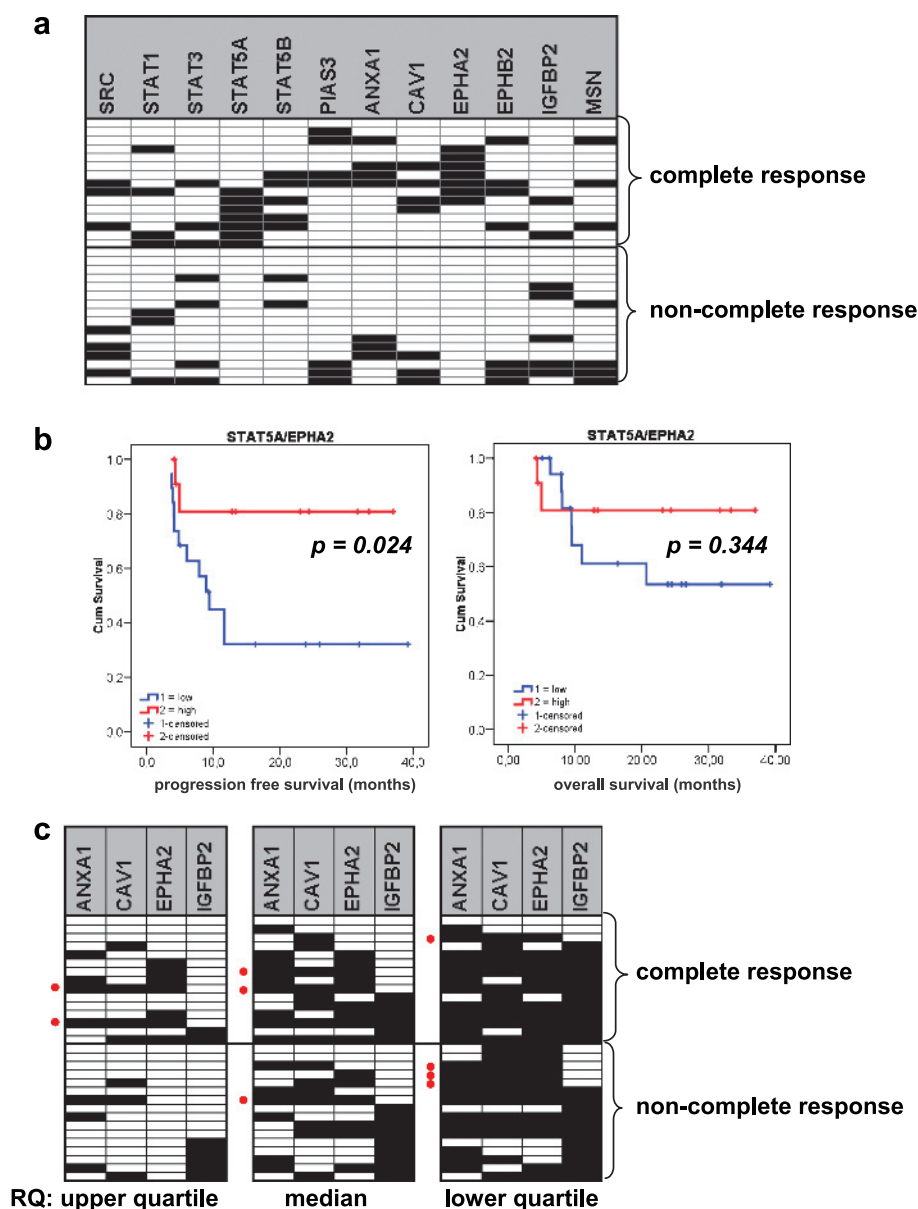 a
SRC STAT1 STAT3 STAT5A STAT5B PIAS3 ANXA1 CAV1 EPHA2 EPHB2 IGFBP2 MSN
complete response
non-complete response
b
STAT5A/EPHA2
Cum Survival
1.0
0.8
0.6
0.4
0.2
0.0
p = 0.024
1 = low
2 = high
1-censored
2-censored
0.0 10.0 20.0 30.0 40.0
progression free survival (months)
STAT5A/EPHA2
Cum Survival
1.0
0.8
0.6
0.4
0.2
0.0
p = 0.344
1 = low
2 = high
1-censored
2-censored
0.00 10.00 20.00 30.00 40.00
overall survival (months)
c
ANXA1 CAV1 EPHA2 IGFBP2 ANXA1 CAV1 EPHA2 IGFBP2 ANXA1 CAV1 EPHA2 IGFBP2
complete response
non-complete response
RQ: upper quartile median lower quartile